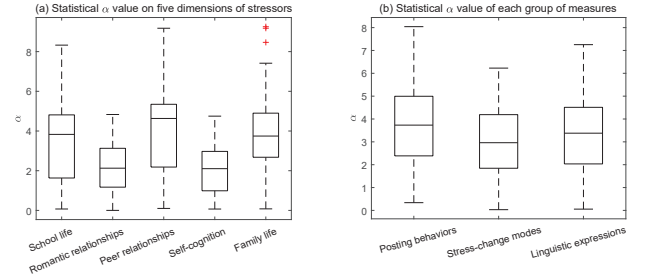 (a) Statistical α value on five dimensions of stressors
8
6
4
2
0
α
School life
Romantic relationships
Peer relationships
Self-cognition
Family life
(b) Statistical α value of each group of measures
8
7
6
5
4
3
2
1
0
α
Posting behaviors
Stress-change modes
Linguistic expressions